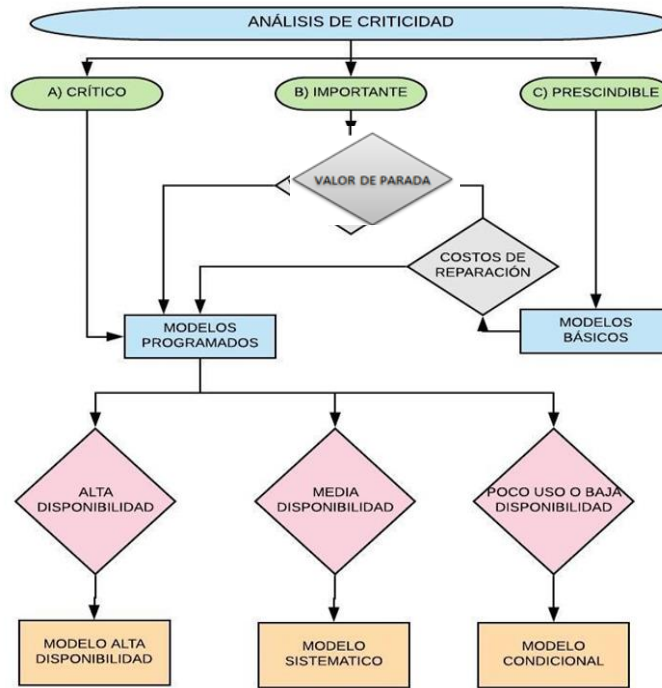 ANÁLISIS DE CRITICIDAD
A) CRÍTICO
B) IMPORTANTE
C) PRESCINDIBLE
VALOR DE PARADA
COSTOS DE
REPARACIÓN
MODELOS
PROGRAMADOS
MODELOS
BÁSICOS
ALTA
DISPONIBILIDAD
MEDIA
DISPONIBILIDAD
POCO USO O BAJA
DISPONIBILIDAD
MODELO ALTA
DISPONIBILIDAD
MODELO
SISTEMATICO
MODELO
CONDICIONAL